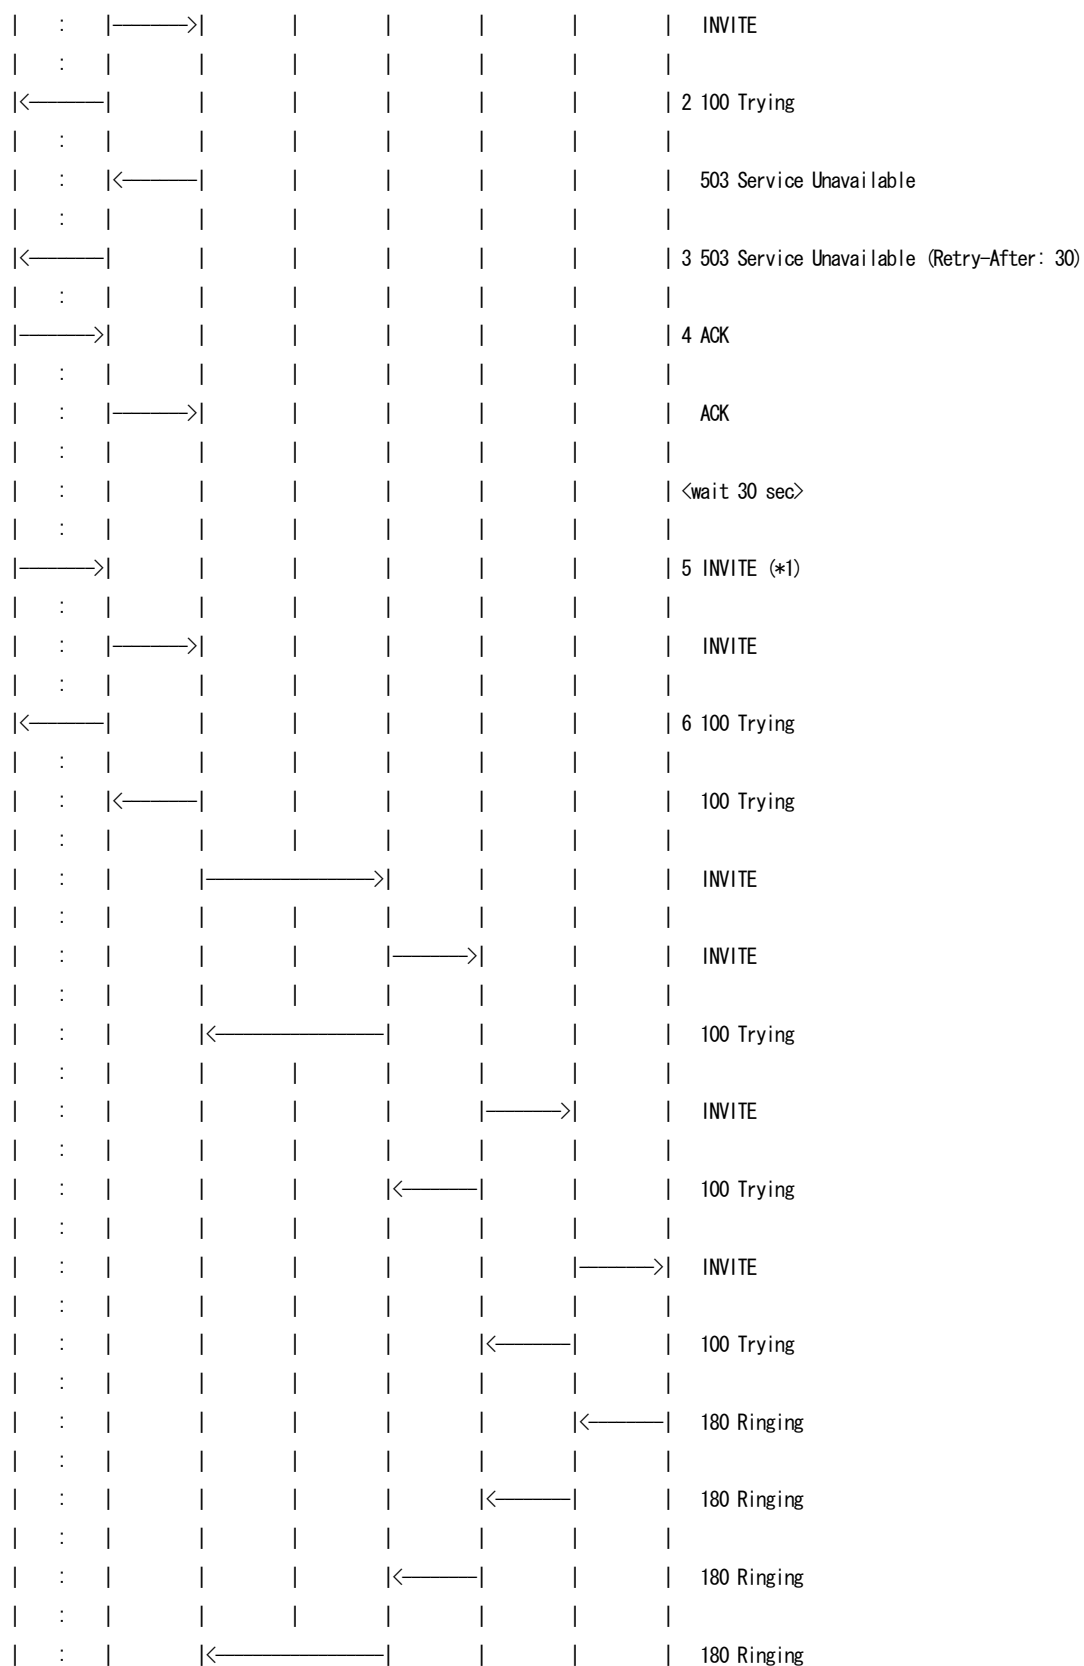 INVITE
2 100 Trying
503 Service Unavailable
3 503 Service Unavailable (Retry-After: 30)
4 ACK
ACK
<wait 30 sec>
5 INVITE (*1)
INVITE
6 100 Trying
100 Trying
INVITE
INVITE
100 Trying
INVITE
100 Trying
INVITE
100 Trying
180 Ringing
180 Ringing
180 Ringing
180 Ringing